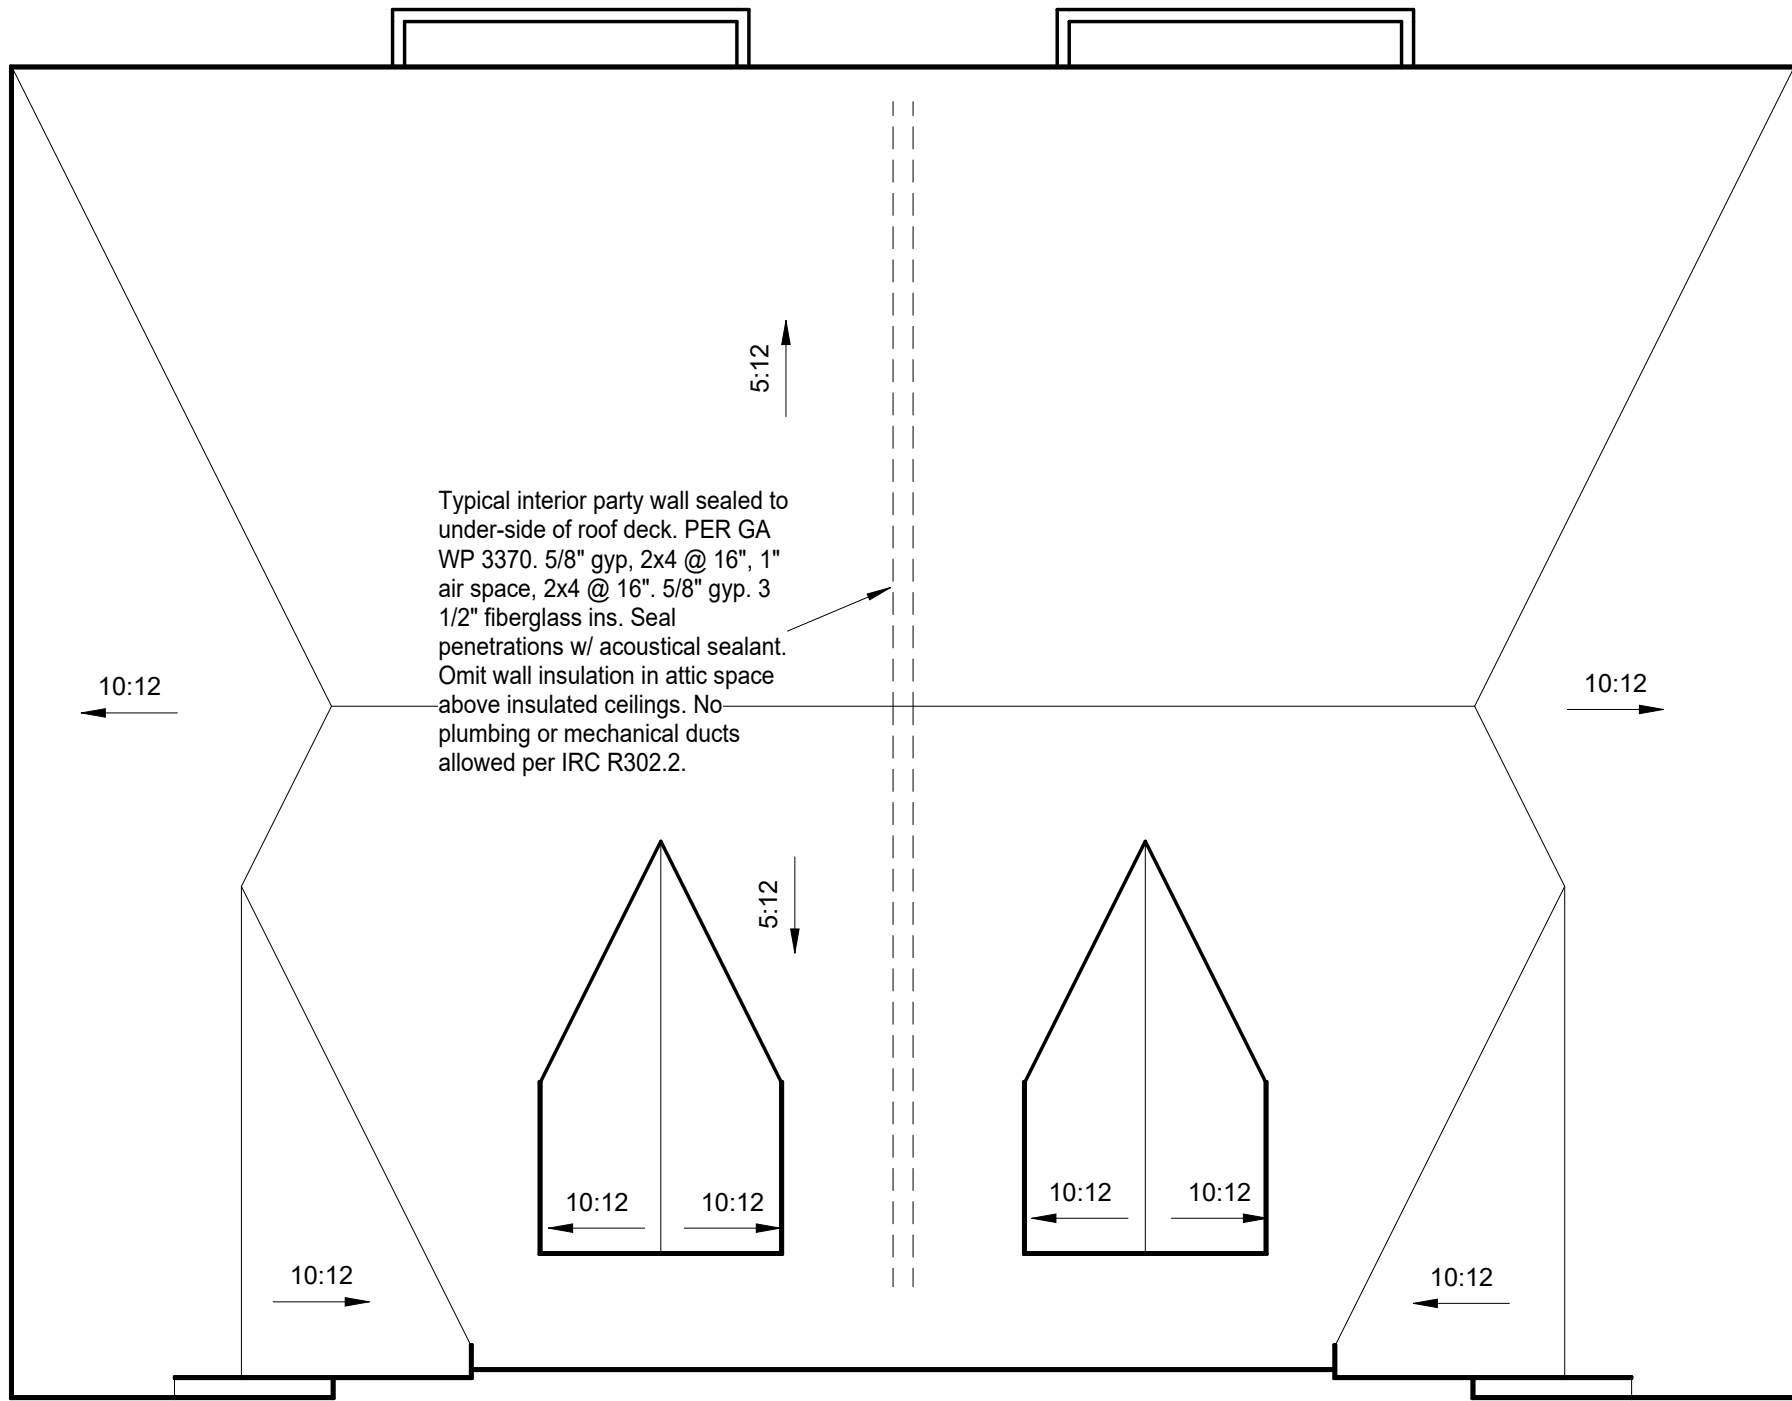 5:12
Typical interior party wall sealed to
under-side of roof deck. PER GA
WP 3370. 5/8" gyp, 2x4 @ 16", 1"
air space, 2x4 @ 16". 5/8" gyp. 3
1/2" fiberglass ins. Seal
penetrations w/ acoustical sealant.
Omit wall insulation in attic space
above insulated ceilings. No
plumbing or mechanical ducts
allowed per IRC R302.2.
10:12
10:12
5:12
10:12
10:12
10:12
10:12
10:12
10:12